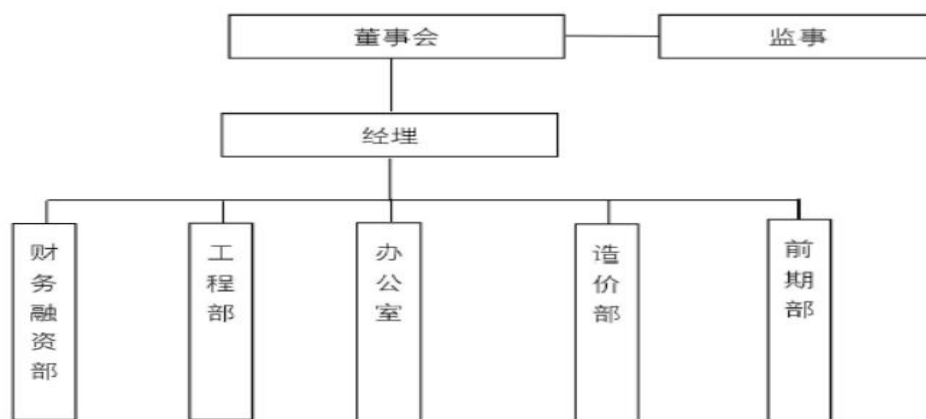 董事会
监事
经理
财务融资部
工程部
办公室
造价部
前期部